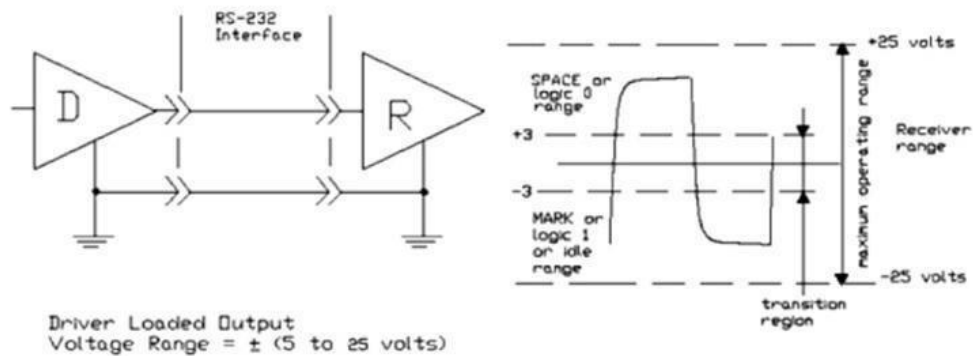 RS-232
Interface
D
R
Driver Loaded Output
Voltage Range = ± (5 to 25 volts)
+25 volts
SPACE or
logic 0
range
+3
-3
MARK or
logic 1
or idle
range
maximum operating range
Receiver
range
-25 volts
transition
region